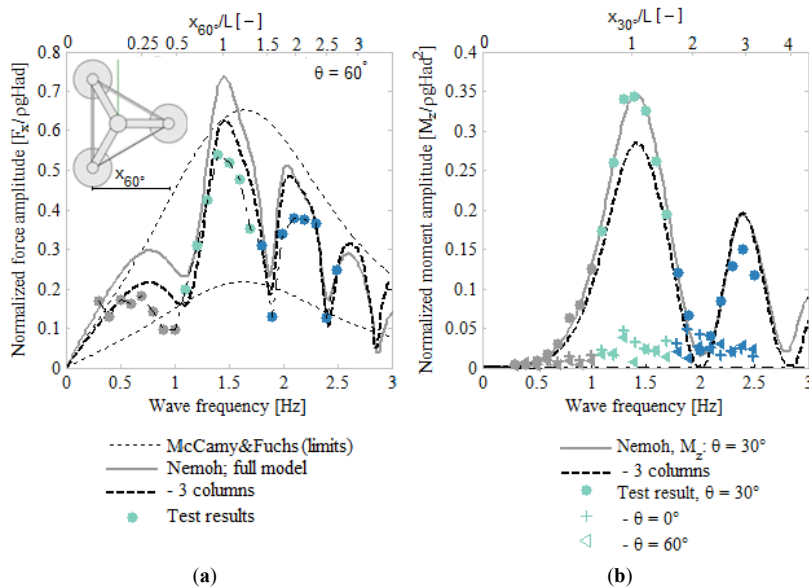 x60°/L [ – ]
0 0.25 0.5 1 1.5 2 2.5 3
0.8
0.7
0.6
0.5
0.4
0.3
0.2
0.1
0
Normalized force amplitude [Fx/ρgHad]
θ = 60°
x60°
0 0.5 1 1.5 2 2.5 3
Wave frequency [Hz]
McCamy&Fuchs (limits)
Nemoh; full model
- 3 columns
Test results
(a)
x30°/L [ – ]
0 1 2 3 4
0.4
0.35
0.3
0.25
0.2
0.15
0.1
0.05
0
Normalized moment amplitude [Mz/ρgHad²]
0 0.5 1 1.5 2 2.5 3
Wave frequency [Hz]
Nemoh, Mz: θ = 30°
- 3 columns
Test result, θ = 30°
- θ = 0°
- θ = 60°
(b)